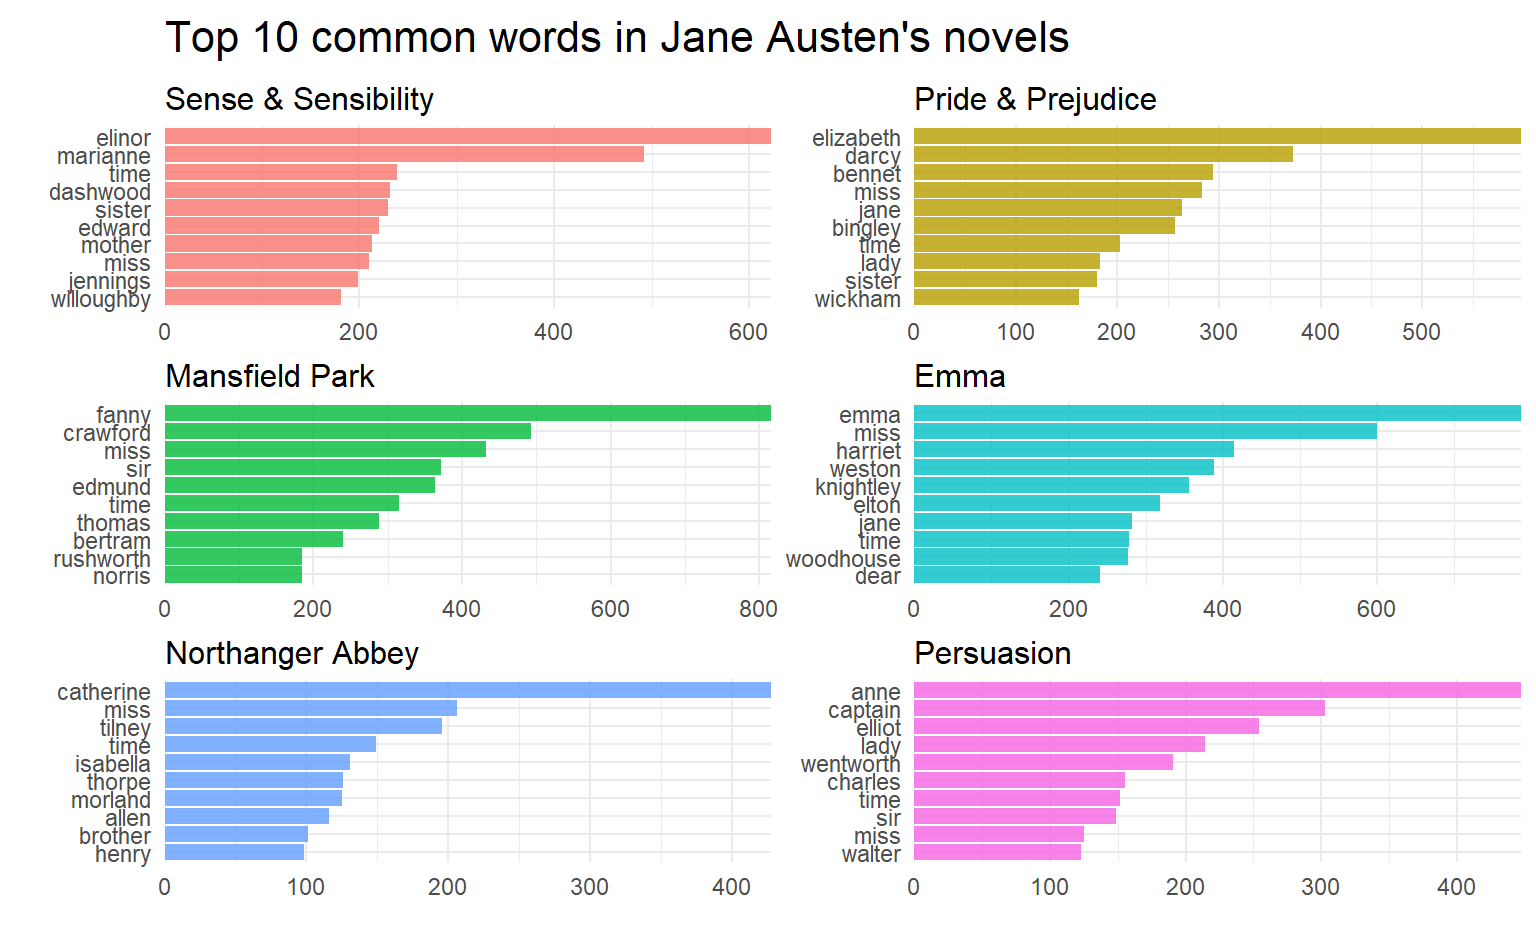 Top 10 common words in Jane Austen's novels
Sense & Sensibility
elinor
marianne
time
dashwood
sister
edward
mother
miss
jennings
willoughby
0 200 400 600
Pride & Prejudice
elizabeth
darcy
bennet
miss
jane
bingley
time
lady
sister
wickham
0 100 200 300 400 500
Mansfield Park
fanny
crawford
miss
sir
edmund
time
thomas
bertram
rushworth
norris
0 200 400 600 800
Emma
emma
miss
harriet
weston
knightley
elton
jane
time
woodhouse
dear
0 200 400 600
Northanger Abbey
catherine
miss
tilney
time
isabella
thorpe
morland
allen
brother
henry
0 100 200 300 400
Persuasion
anne
captain
elliot
lady
wentworth
charles
time
sir
miss
walter
0 100 200 300 400